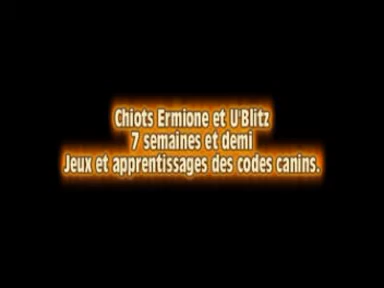 Chiots Ermione et U'Blitz
7 semaines et demi
Jeux et apprentissages des codes canins.